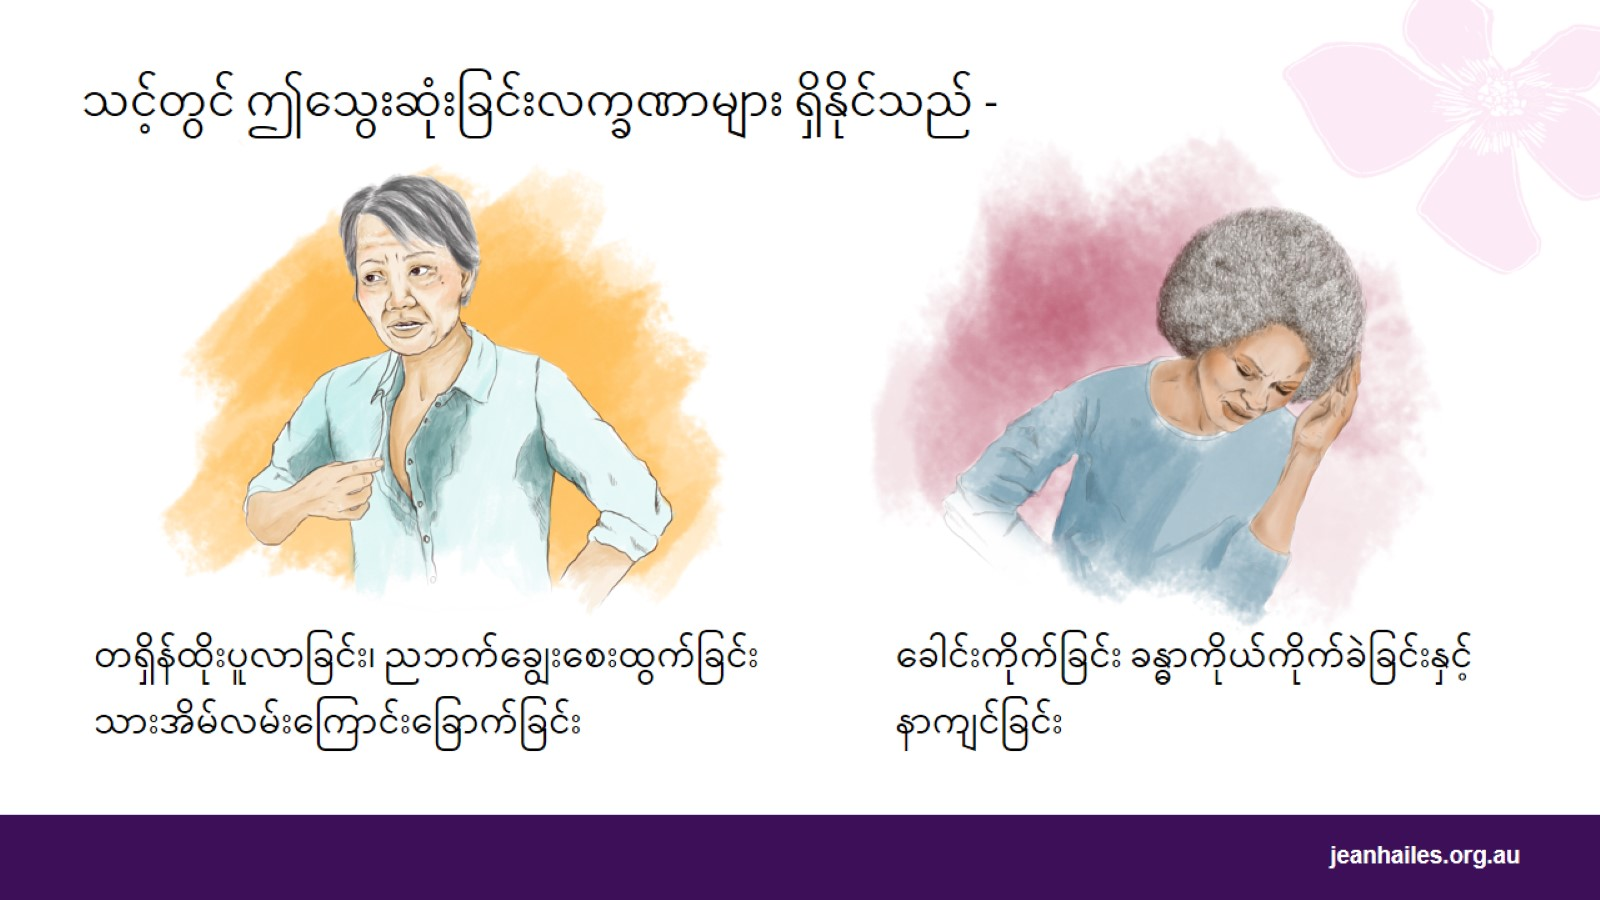 သင့်တွင် ဤသွေးဆုံးခြင်းလက္ခဏာများ ရှိနိုင်သည် -
တရှိန်ထိုးပူလာခြင်း၊ ညဘက်ချွေးစေးထွက်ခြင်း
သားအိမ်လမ်းကြောင်းခြောက်ခြင်း
ခေါင်းကိုက်ခြင်း ခန္ဓာကိုယ်ကိုက်ခဲခြင်းနှင့်
နာကျင်ခြင်း
jeanhailes.org.au